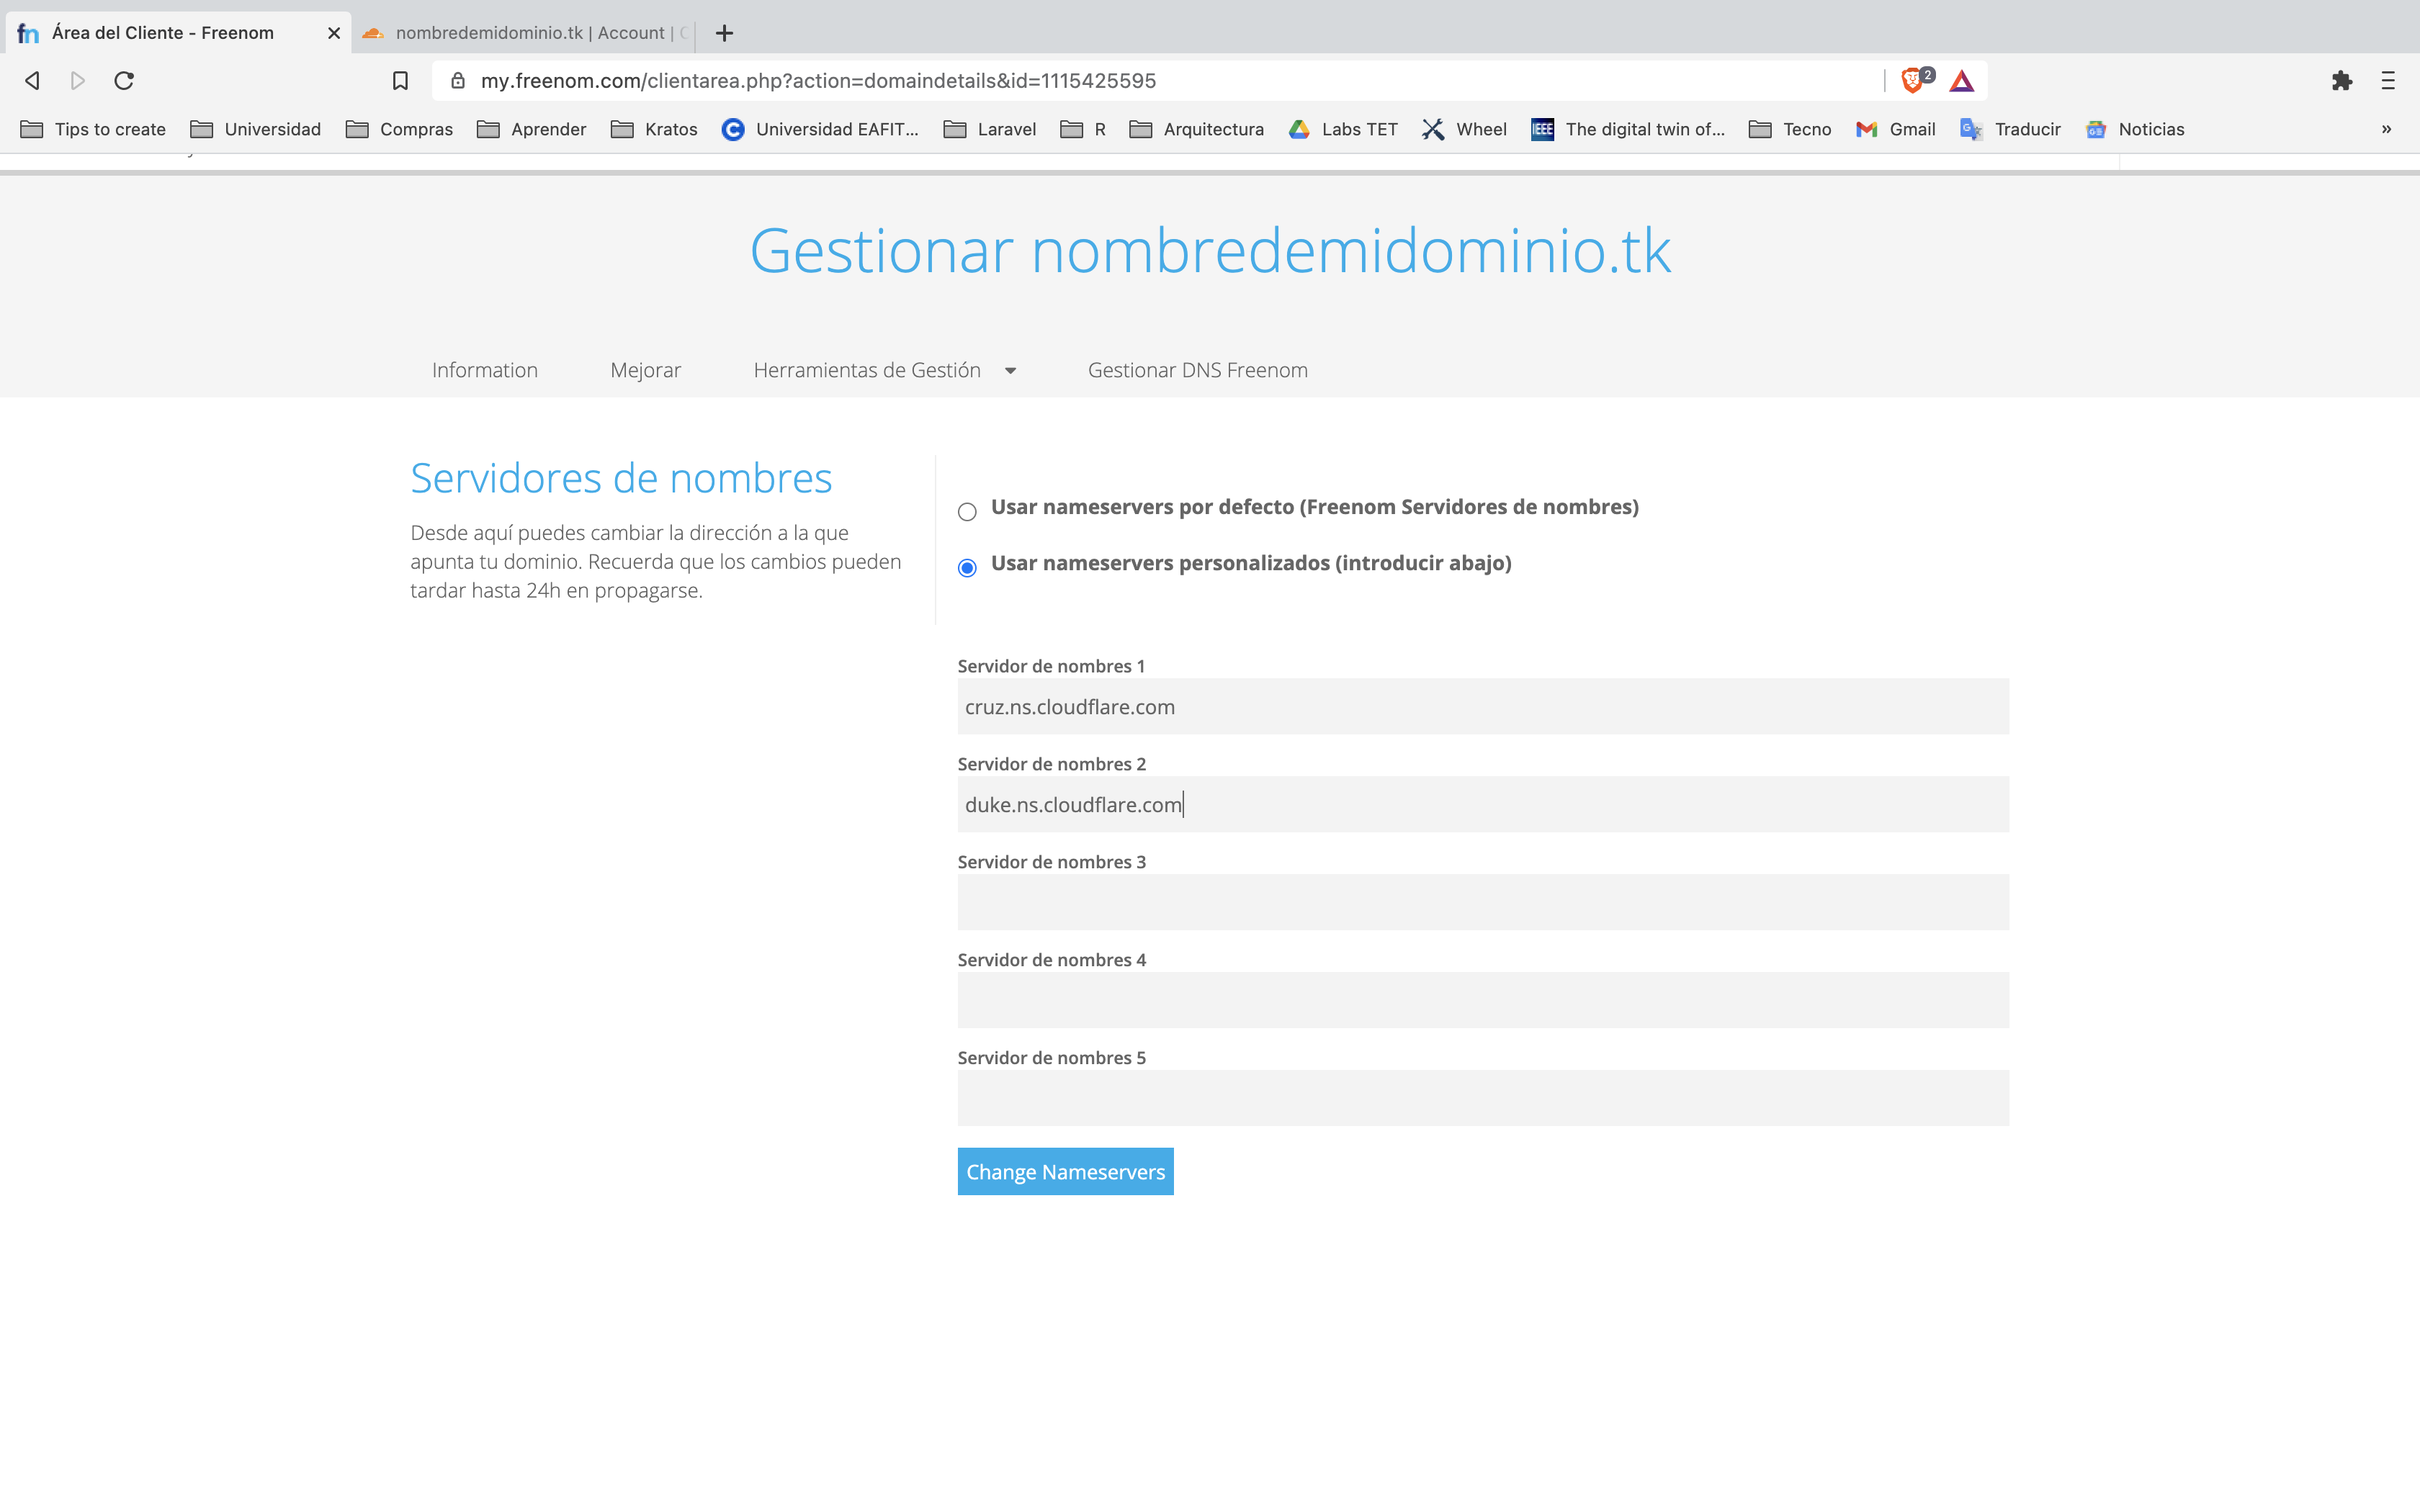 Área del Cliente - Freenom
nombredemidominio.tk | Account |
my.freenom.com/clientarea.php?action=domaindetails&id=1115425595
2
Tips to create
Universidad
Compras
Aprender
Kratos
Universidad EAFIT...
Laravel
R
Arquitectura
Labs TET
Wheel
IEEE
The digital twin of...
Tecno
Gmail
Traducir
Noticias
»
Gestionar nombredemidominio.tk
Information
Mejorar
Herramientas de Gestión
Gestionar DNS Freenom
Servidores de nombres
Desde aquí puedes cambiar la dirección a la que
apunta tu dominio. Recuerda que los cambios pueden
tardar hasta 24h en propagarse.
Usar nameservers por defecto (Freenom Servidores de nombres)
Usar nameservers personalizados (introducir abajo)
Servidor de nombres 1
cruz.ns.cloudflare.com
Servidor de nombres 2
duke.ns.cloudflare.com
Servidor de nombres 3
Servidor de nombres 4
Servidor de nombres 5
Change Nameservers